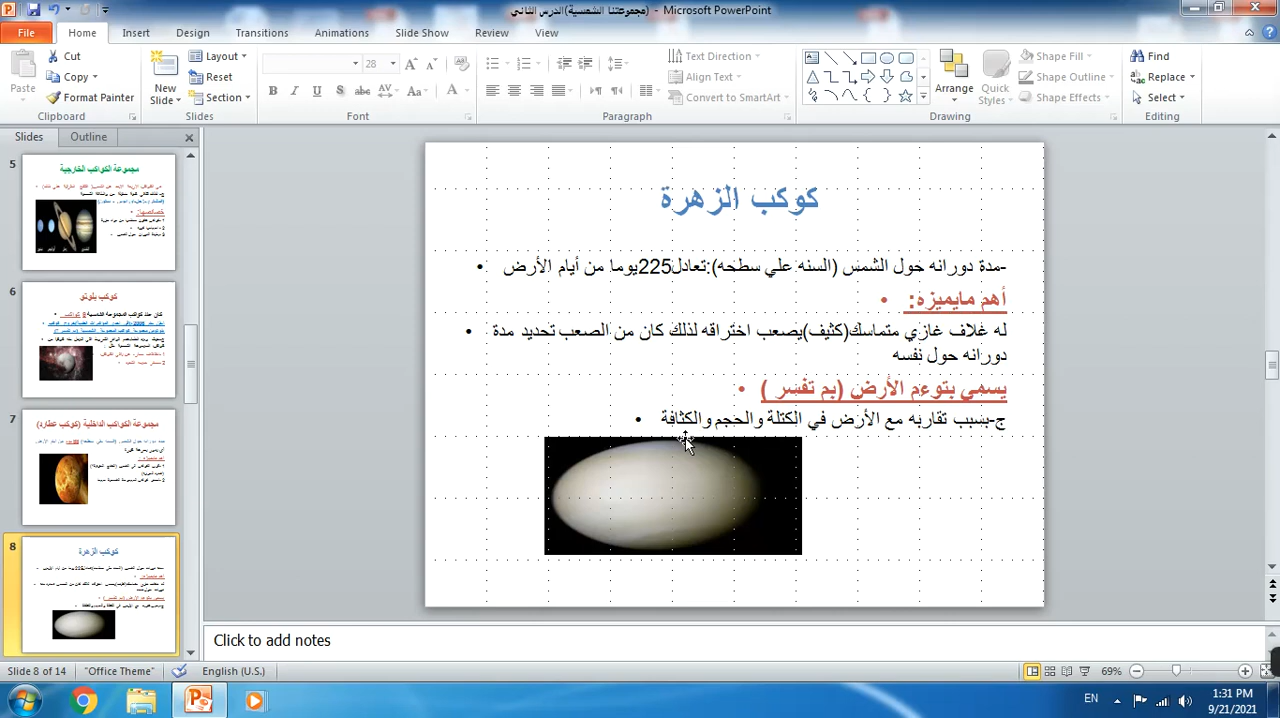 (مجموعتنا الشمسية)الدرس الثاني - Microsoft PowerPoint
File Home Insert Design Transitions Animations Slide Show Review View
Paste
Cut
Copy
Format Painter
Clipboard
New Slide
Layout
Reset
Section
Slides
28
Font
Paragraph
Text Direction
Align Text
Convert to SmartArt
Arrange
Quick Styles
Shape Fill
Shape Outline
Shape Effects
Drawing
Find
Replace
Select
Editing
Slides Outline
5
مجموعة الكواكب الخارجية
6
كوكب بلوتو
7
مجموعة الكواكب الداخلية (كوكب عطارد)
8
كوكب الزهرة
كوكب الزهرة
-مدة دورانه حول الشمس (السنه علي سطحه):تعادل225يوما من أيام الأرض
أهم مايميزه:
له غلاف غازي متماسك(كثيف)يصعب اختراقه لذلك كان من الصعب تحديد مدة
دورانه حول نفسه
يسمي بتوءم الأرض (بم تفسر )
ج-بسبب تقاربه مع الأرض في الكتلة والحجم والكثافة
Click to add notes
Slide 8 of 14 "Office Theme" English (U.S.) 69%
EN 1:31 PM
9/21/2021